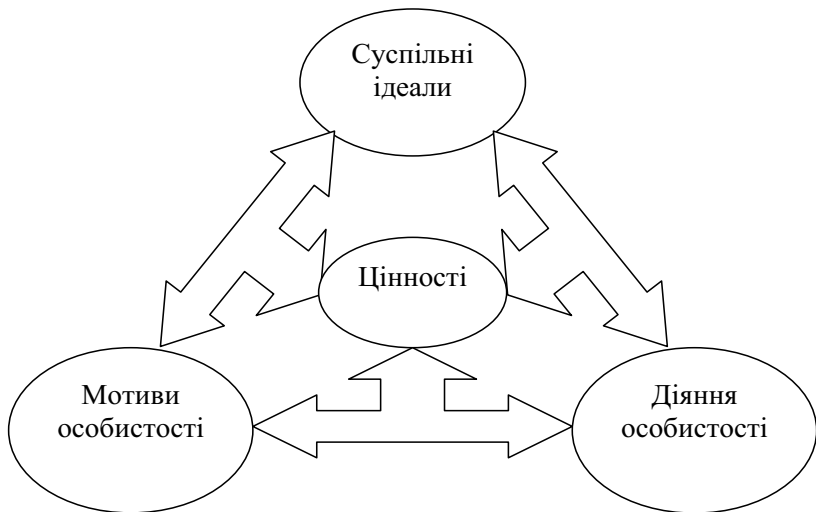 Суспільні
ідеали
Цінності
Мотиви
особистості
Діяння
особистості